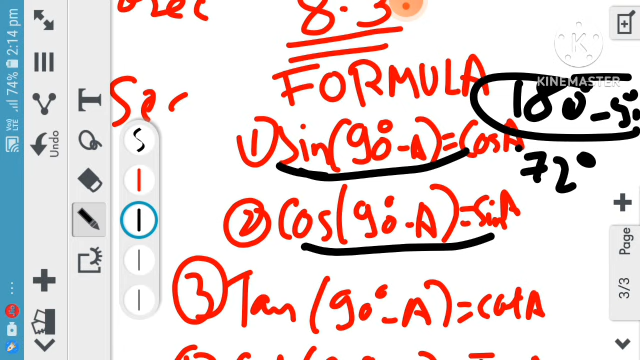 8.3
FORMULA
Sec
① Sin(90°-A)=CosA
② Cos(90°-A)=SinA
③ Tan(90°-A)=CotA
180-
72°
KINEMASTER
2:14 pm
74%
Undo
Page
3/3